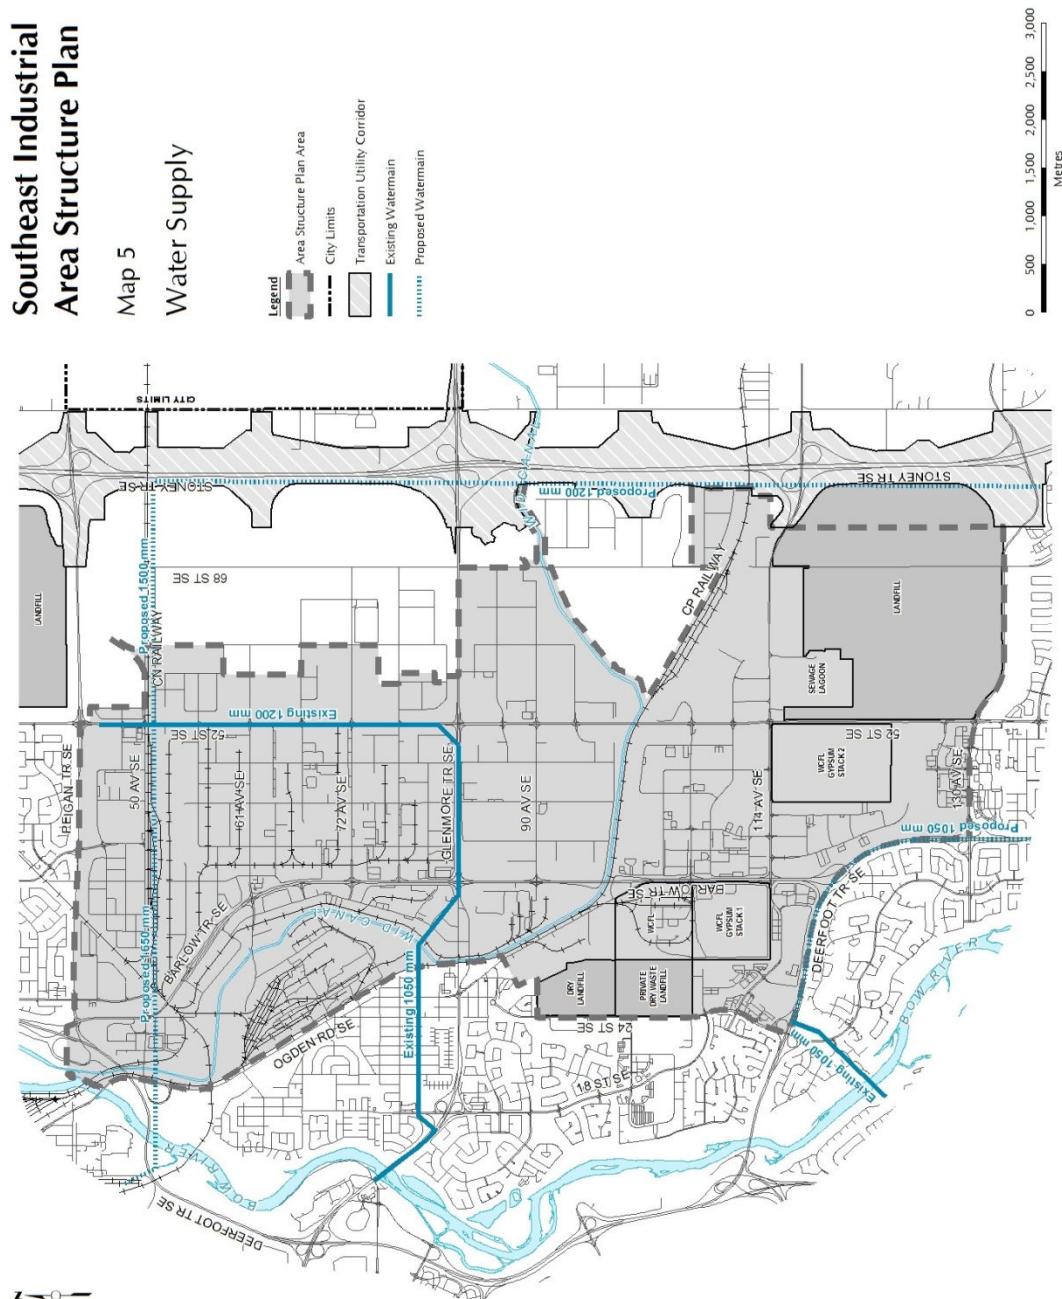 Southeast Industrial
Area Structure Plan
Map 5
Water Supply
Legend
Area Structure Plan Area
City Limits
Transportation Utility Corridor
Existing Watermain
Proposed Watermain
0 500 1,000 1,500 2,000 2,500 3,000
Metres
CITY LIMITS
STONEY TR SE
STONEY TR SE
Proposed 1200 mm
W I D C A N A L
LANDFILL
68 ST SE
Proposed 1500 mm
CN RAILWAY
CP RAILWAY
LANDFILL
SEWAGE
LAGOON
Existing 1200 mm
52 ST SE
52 ST SE
PEIGAN TR SE
50 AV SE
61 AV SE
72 AV SE
GLENMORE TR SE
90 AV SE
114 AV SE
130 AV SE
WCFL
GYPSUM
STACK 2
Proposed 1050 mm
BARLOW TR SE
BARLOW TR SE
W I D C A N A L
Proposed 1650 mm
WCFL
WCFL
GYPSUM
STACK 1
DEERFOOT TR SE
Existing 1050 mm
DRY
LANDFILL
PRIVATE
DRY WASTE
LANDFILL
24 ST SE
OGDEN RD SE
18 ST SE
Existing 1050 mm
BOW RIVER
BOW RIVER
DEERFOOT TR SE